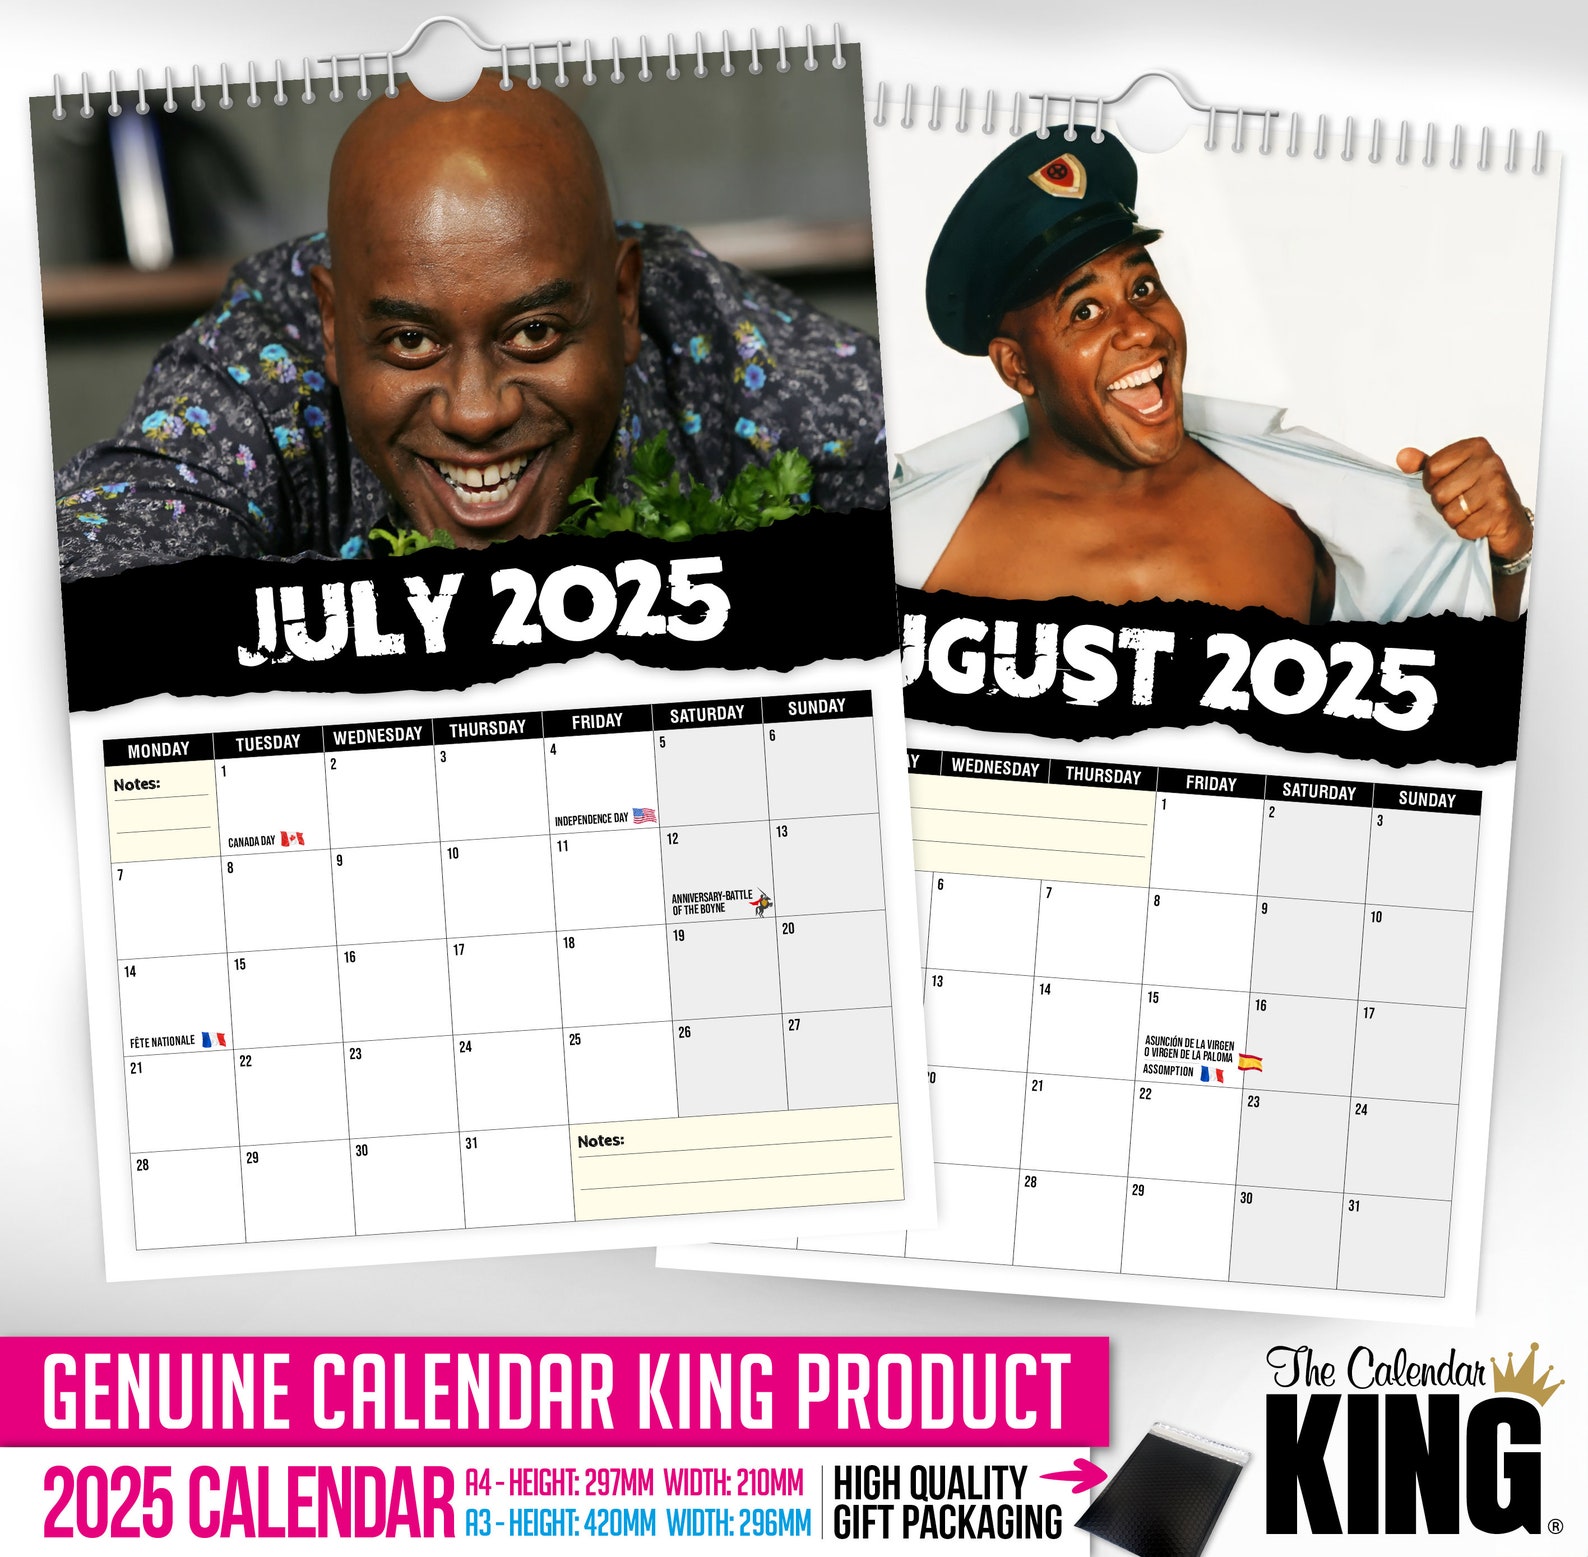 JULY 2025
MONDAY TUESDAY WEDNESDAY THURSDAY FRIDAY SATURDAY SUNDAY
Notes: 1 2 3 4 5 6
CANADA DAY INDEPENDENCE DAY
7 8 9 10 11 12 13
ANNIVERSARY-BATTLE
OF THE BOYNE
14 15 16 17 18 19 20
FÊTE NATIONALE
21 22 23 24 25 26 27
28 29 30 31 Notes:
UGUST 2025
AY WEDNESDAY THURSDAY FRIDAY SATURDAY SUNDAY
1 2 3
6 7 8 9 10
13 14 15 16 17
ASUNCIÓN DE LA VIRGEN
O VIRGEN DE LA PALOMA
ASSOMPTION
20 21 22 23 24
28 29 30 31
GENUINE CALENDAR KING PRODUCT
2025 CALENDAR
A4 - HEIGHT: 297MM WIDTH: 210MM
A3 - HEIGHT: 420MM WIDTH: 296MM
HIGH QUALITY
GIFT PACKAGING
The Calendar
KING®